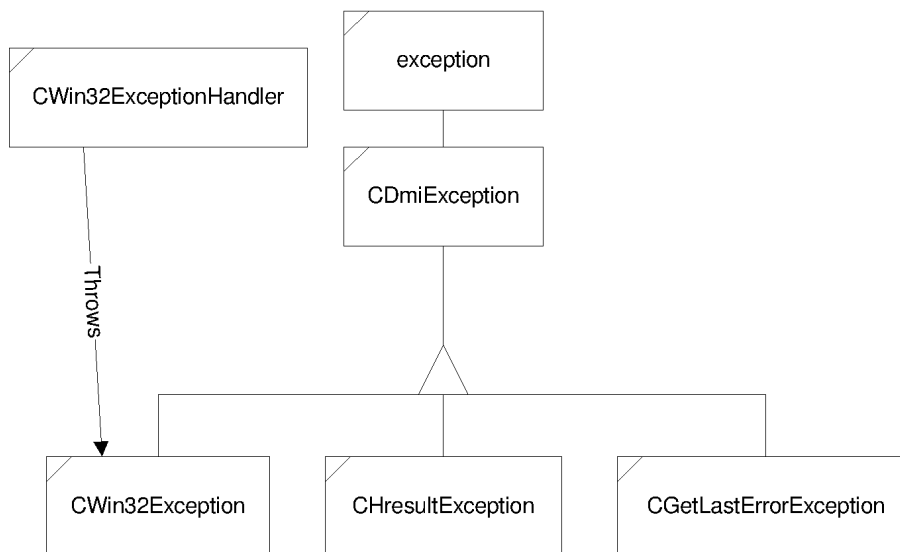 exception
CWin32ExceptionHandler
CDmiException
Throws
CWin32Exception
CHresultException
CGetLastErrorException